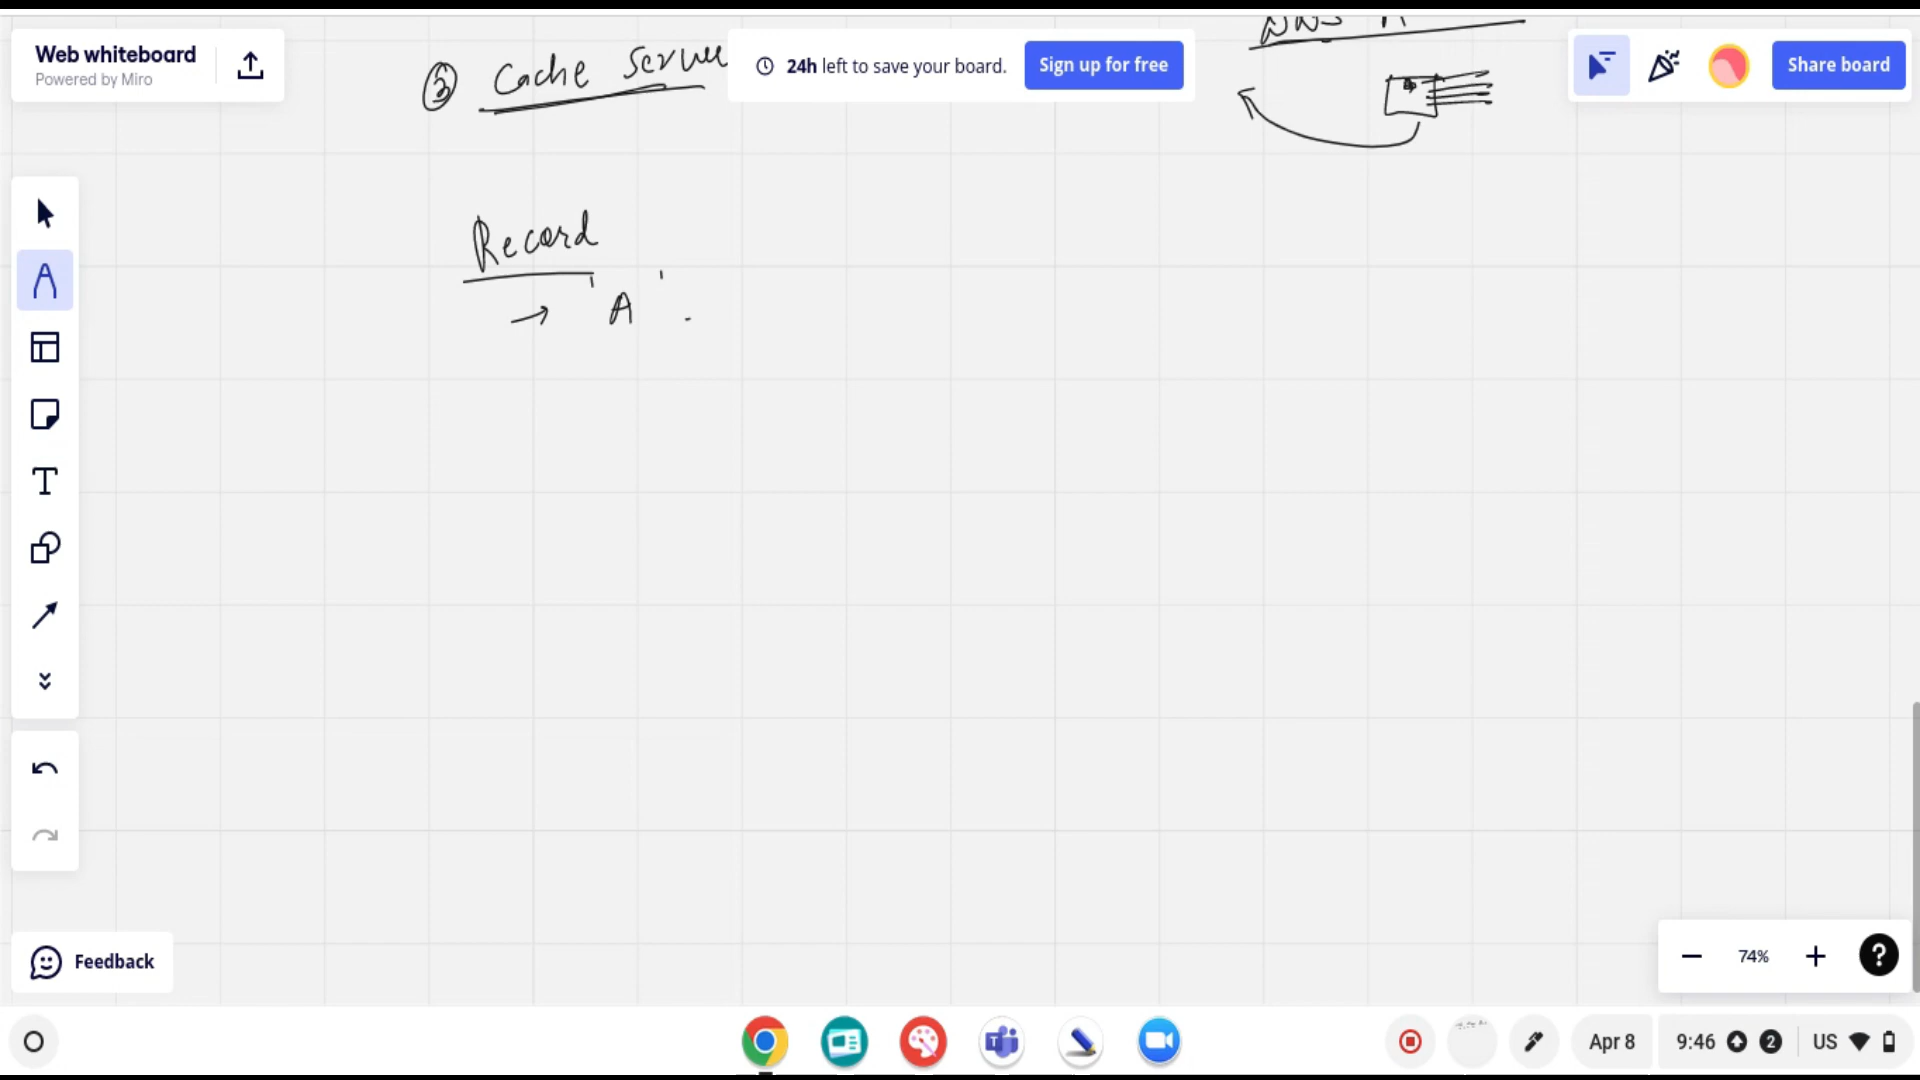 Web whiteboard
Powered by Miro
24h left to save your board.
Sign up for free
Share board
③ Cache Server
Record
→ 'A' .
Feedback
74%
Apr 8
9:46
2
US